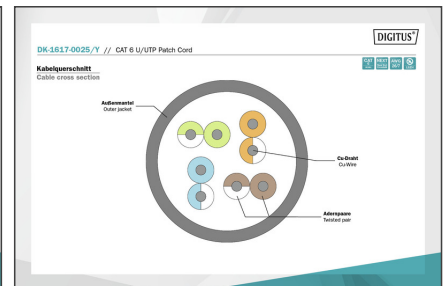 DIGITUS®
DK-1617-0025/Y // CAT 6 U/UTP Patch Cord
Kabelquerschnitt
Cable cross section
Außenmantel
Outer jacket
Cu-Draht
Cu-Wire
Adernpaare
Twisted pair